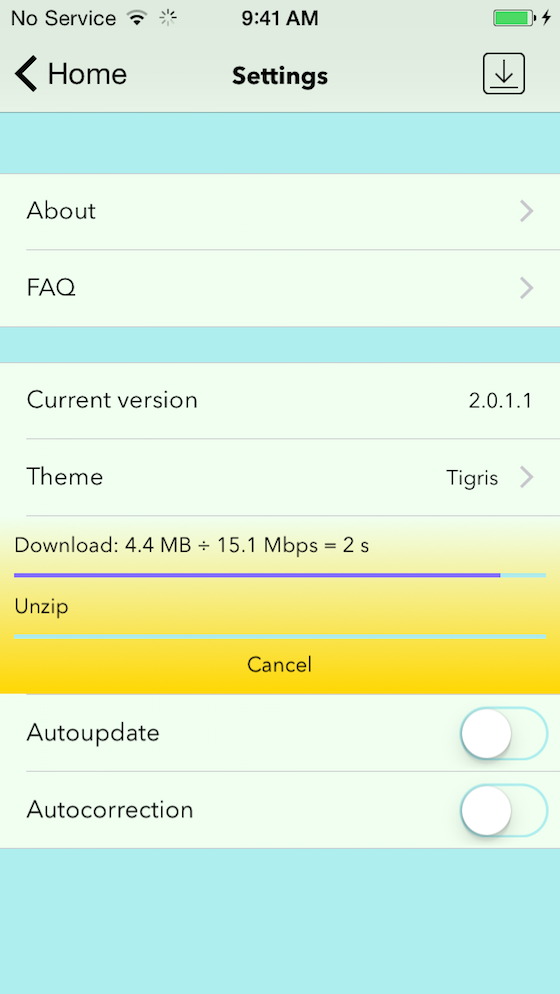 No Service 9:41 AM
Home Settings
About
FAQ
Current version 2.0.1.1
Theme Tigris
Download: 4.4 MB ÷ 15.1 Mbps = 2 s
Unzip
Cancel
Autoupdate
Autocorrection